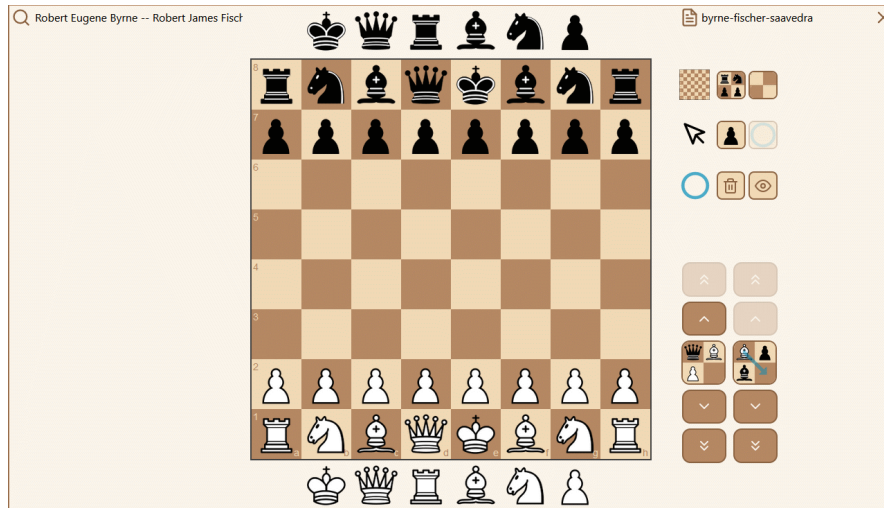 Robert Eugene Byrne -- Robert James Fisch
byrne-fischer-saavedra
8
7
6
5
4
3
2
1
a b c d e f g h